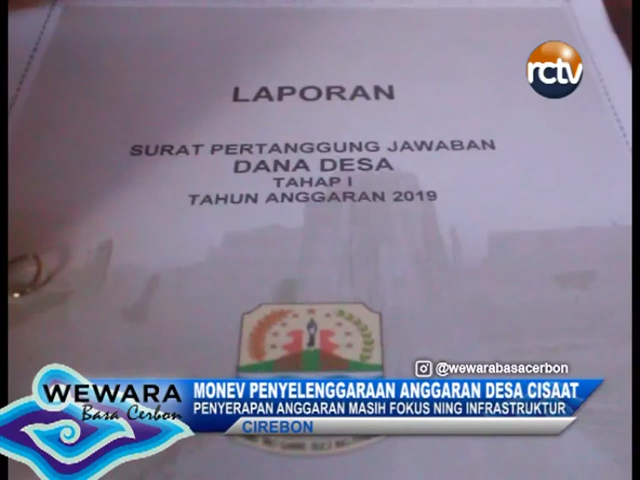 rctv
LAPORAN
SURAT PERTANGGUNG JAWABAN
DANA DESA
TAHAP I
TAHUN ANGGARAN 2019
@wewarabasacerbon
WEWARA
Basa Cerbon
MONEV PENYELENGGARAAN ANGGARAN DESA CISAAT
PENYERAPAN ANGGARAN MASIH FOKUS NING INFRASTRUKTUR
CIREBON